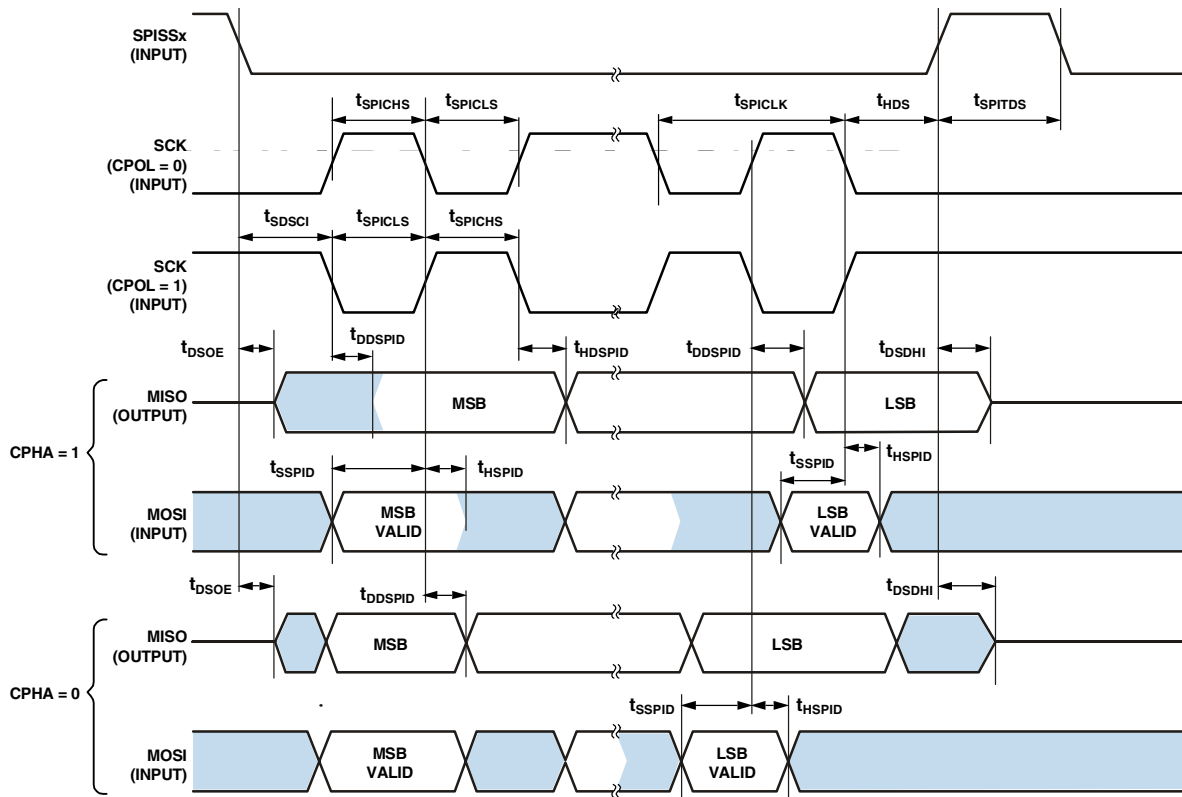 SPISSx
(INPUT)
tSPICHS tSPICLS tSPICLK tHDS tSPITDS
SCK
(CPOL = 0)
(INPUT)
tSDSCI tSPICLS tSPICHS
SCK
(CPOL = 1)
(INPUT)
tDSOE tDDSPID tHDSPID tDDSPID tDSDHI
MISO
(OUTPUT)
MSB LSB
CPHA = 1
tSSPID tHSPID tSSPID tHSPID
MOSI
(INPUT)
MSB
VALID
LSB
VALID
tDSOE tDDSPID tDSDHI
MISO
(OUTPUT)
MSB LSB
CPHA = 0
tSSPID tHSPID
MOSI
(INPUT)
MSB
VALID
LSB
VALID